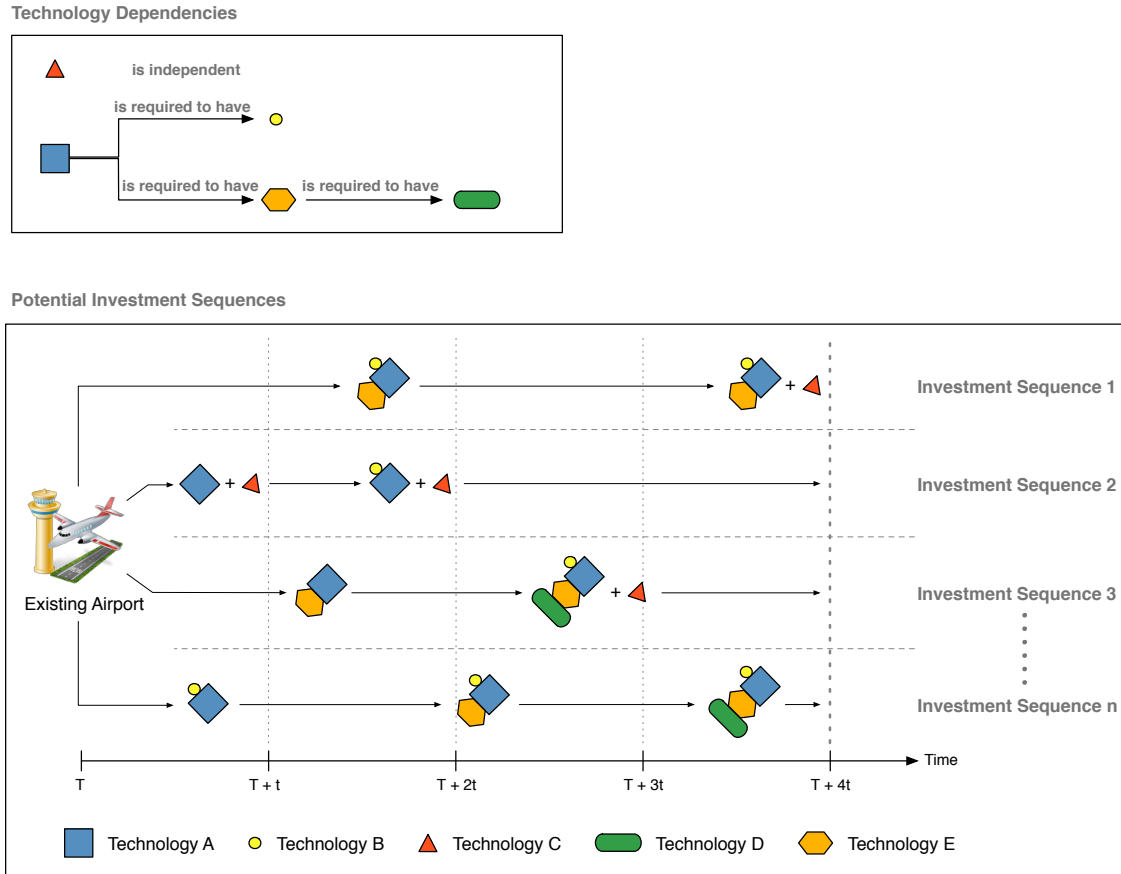 Technology Dependencies
is independent
is required to have
is required to have
is required to have
Potential Investment Sequences
Investment Sequence 1
+
Investment Sequence 2
+
+
Existing Airport
Investment Sequence 3
+
Investment Sequence n
Time
T
T + t
T + 2t
T + 3t
T + 4t
Technology A
Technology B
Technology C
Technology D
Technology E